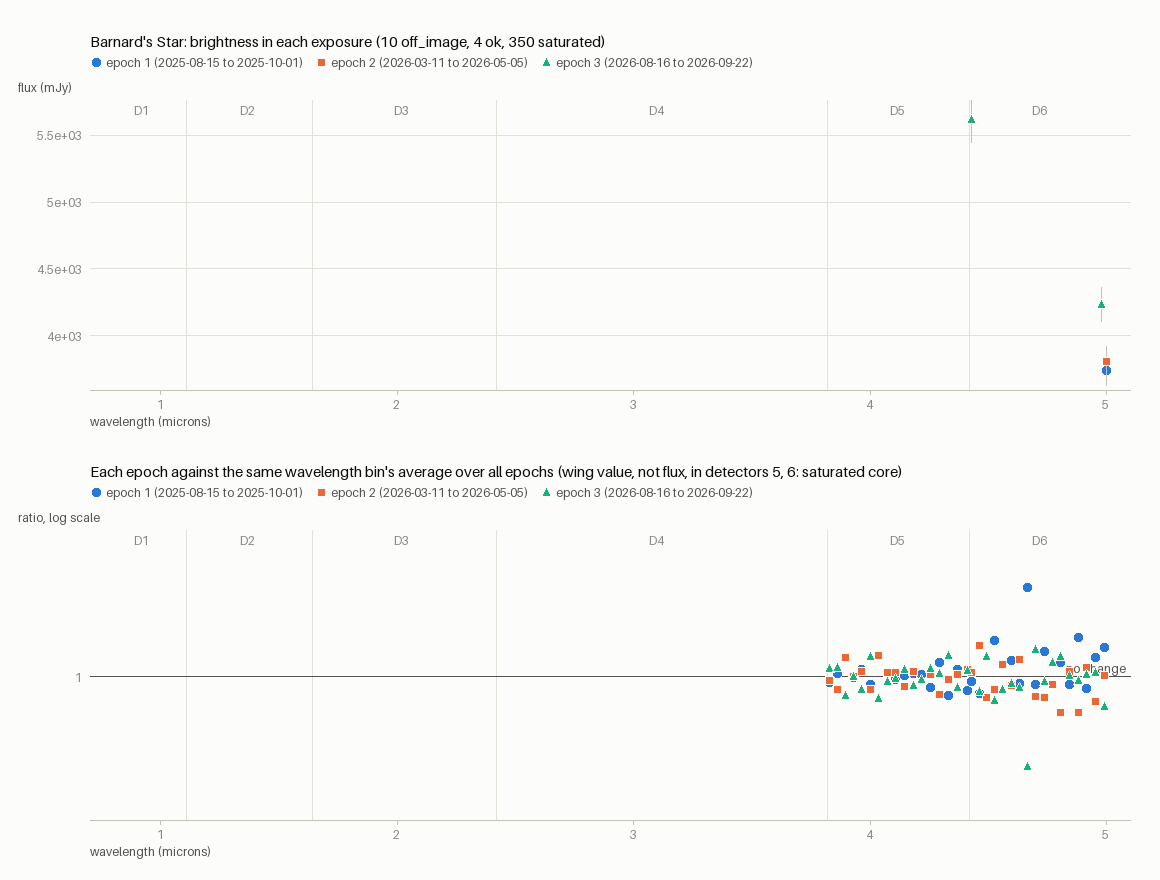 Barnard's Star: brightness in each exposure (10 off_image, 4 ok, 350 saturated)
epoch 1 (2025-08-15 to 2025-10-01) epoch 2 (2026-03-11 to 2026-05-05) epoch 3 (2026-08-16 to 2026-09-22)
flux (mJy)
D1 D2 D3 D4 D5 D6
5.5e+03
5e+03
4.5e+03
4e+03
1 2 3 4 5
wavelength (microns)
Each epoch against the same wavelength bin's average over all epochs (wing value, not flux, in detectors 5, 6: saturated core)
epoch 1 (2025-08-15 to 2025-10-01) epoch 2 (2026-03-11 to 2026-05-05) epoch 3 (2026-08-16 to 2026-09-22)
ratio, log scale
D1 D2 D3 D4 D5 D6
no change
1
1 2 3 4 5
wavelength (microns)